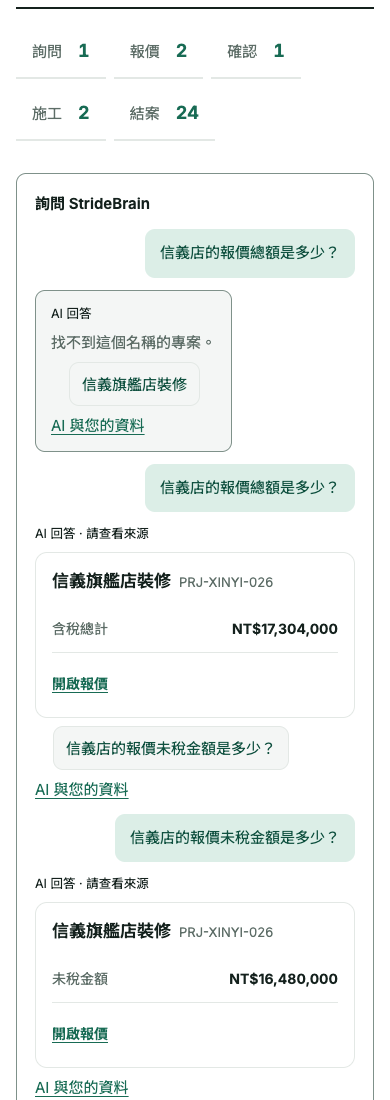 詢問 1 報價 2 確認 1
施工 2 結案 24
詢問 StrideBrain
信義店的報價總額是多少？
AI 回答
找不到這個名稱的專案。
信義旗艦店裝修
AI 與您的資料
信義店的報價總額是多少？
AI 回答 · 請查看來源
信義旗艦店裝修 PRJ-XINYI-026
含稅總計 NT$17,304,000
開啟報價
信義店的報價未稅金額是多少？
AI 與您的資料
信義店的報價未稅金額是多少？
AI 回答 · 請查看來源
信義旗艦店裝修 PRJ-XINYI-026
未稅金額 NT$16,480,000
開啟報價
AI 與您的資料